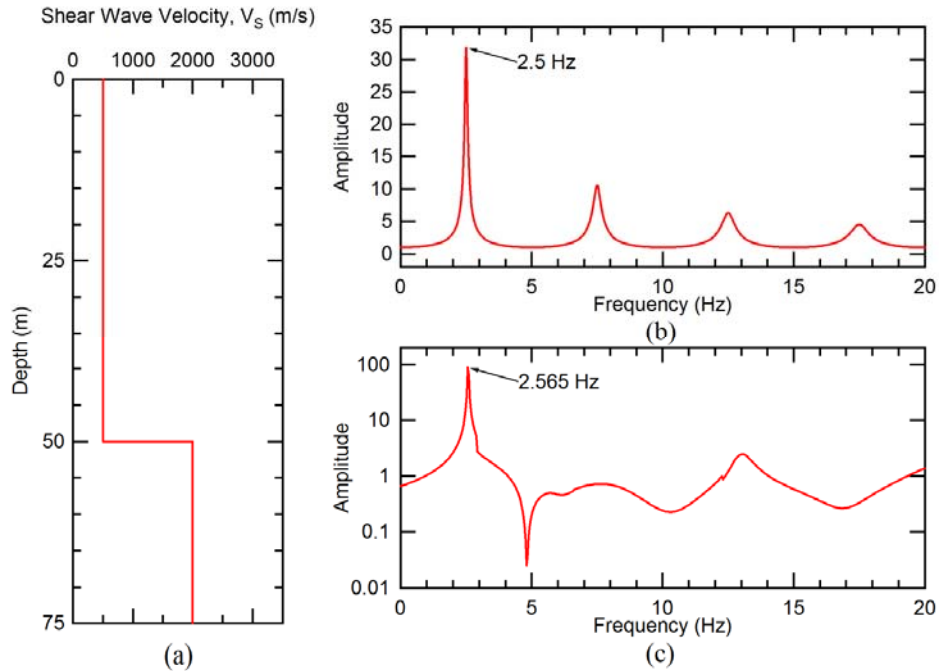 Shear Wave Velocity, V_S (m/s)
0 1000 2000 3000
0
25
50
75
Depth (m)
(a)
35
30
25
20
15
10
5
0
Amplitude
2.5 Hz
0 5 10 15 20
Frequency (Hz)
(b)
100
10
1
0.1
0.01
Amplitude
2.565 Hz
0 5 10 15 20
Frequency (Hz)
(c)